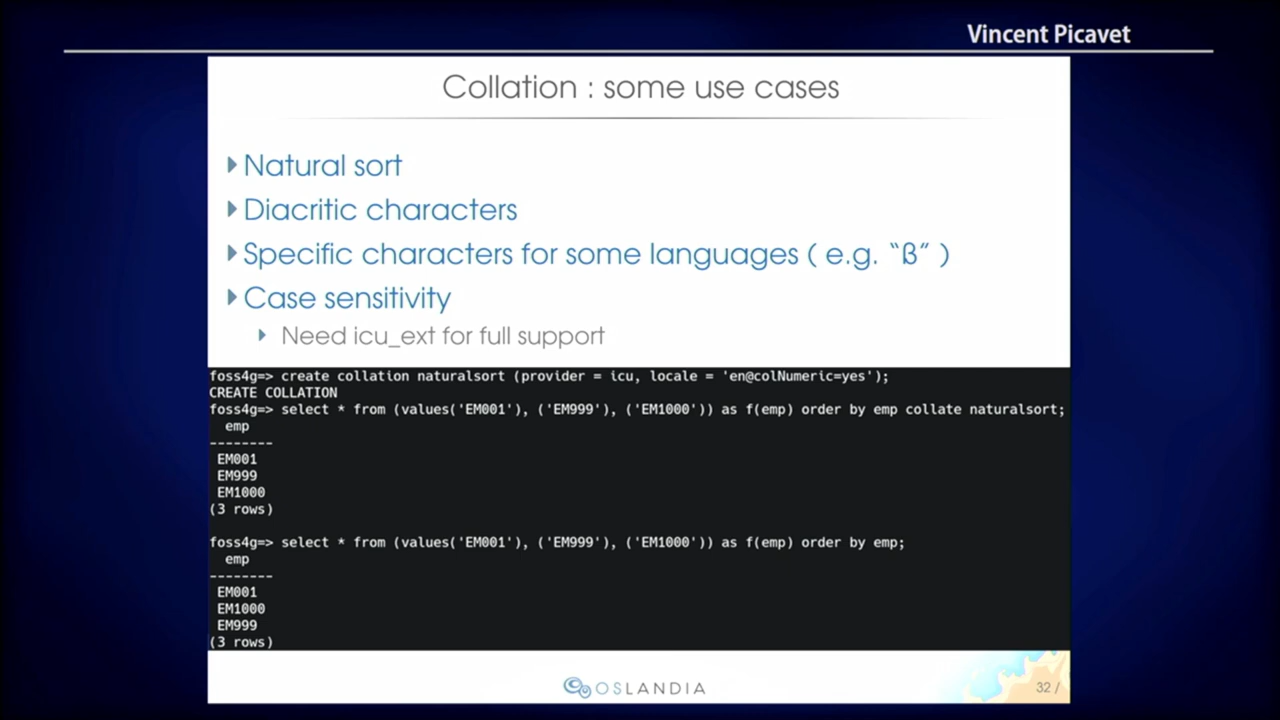 Vincent Picavet
Collation : some use cases
Natural sort
Diacritic characters
Specific characters for some languages ( e.g. “ß” )
Case sensitivity
Need icu_ext for full support
foss4g=> create collation naturalsort (provider = icu, locale = 'en@colNumeric=yes');
CREATE COLLATION
foss4g=> select * from (values('EM001'), ('EM999'), ('EM1000')) as f(emp) order by emp collate naturalsort;
emp
--------
EM001
EM999
EM1000
(3 rows)
foss4g=> select * from (values('EM001'), ('EM999'), ('EM1000')) as f(emp) order by emp;
emp
--------
EM001
EM1000
EM999
(3 rows)
OSLANDIA
32 /